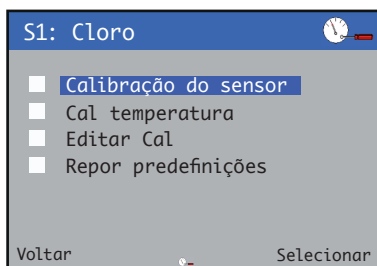 S1: Cloro
Calibração do sensor
Cal temperatura
Editar Cal
Repor predefinições
Voltar Selecionar